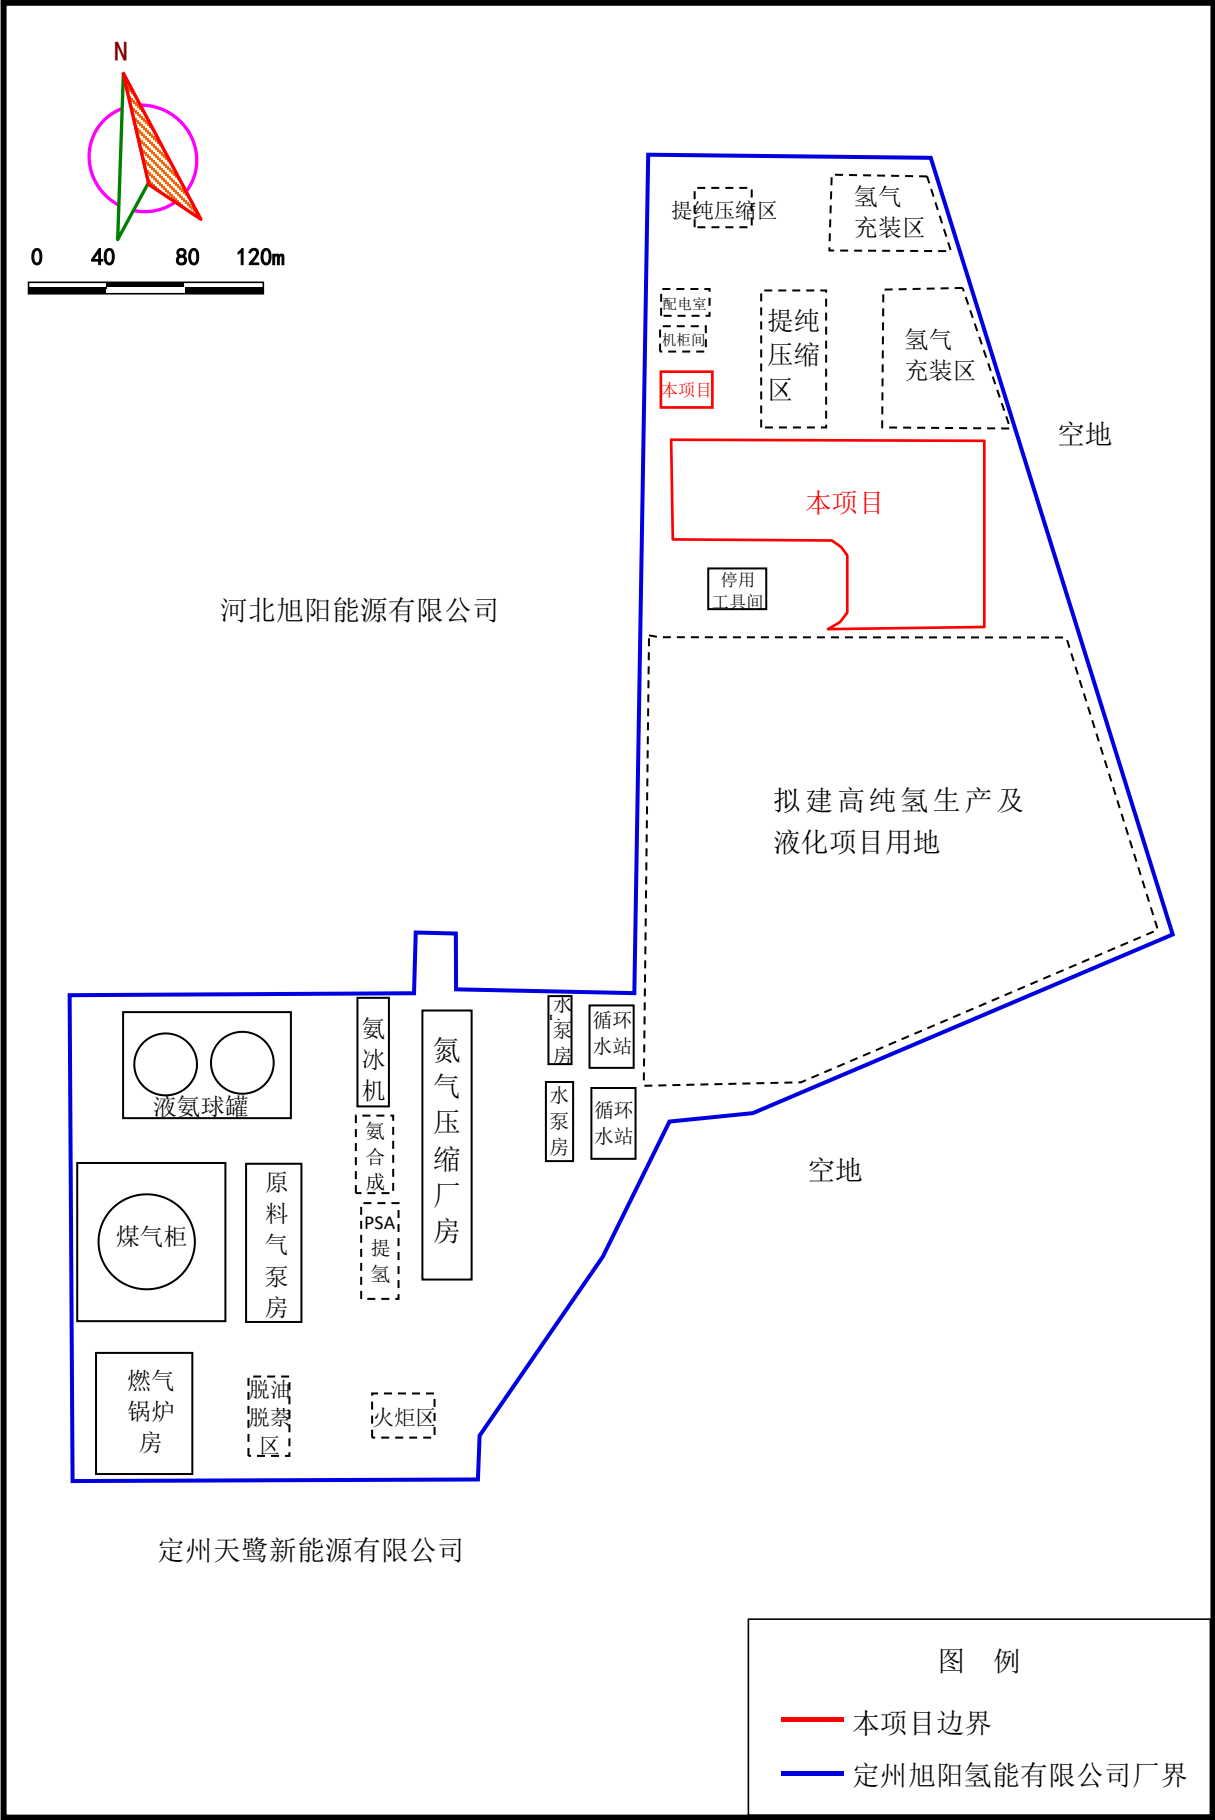 N
0 40 80 120m
提纯压缩区
氢气
充装区
配电室
机柜间
本项目
提纯
压缩
区
氢气
充装区
空地
本项目
停用
工具间
河北旭阳能源有限公司
拟建高纯氢生产及
液化项目用地
液氨球罐
氨
冰
机
氮
气
压
缩
厂
房
水
泵
房
循环
水站
水
泵
房
循环
水站
氨
合
成
PSA
提
氢
煤气柜
原
料
气
泵
房
空地
燃气
锅炉
房
脱油
脱萘
区
火炬区
定州天鹭新能源有限公司
图 例
本项目边界
定州旭阳氢能有限公司厂界